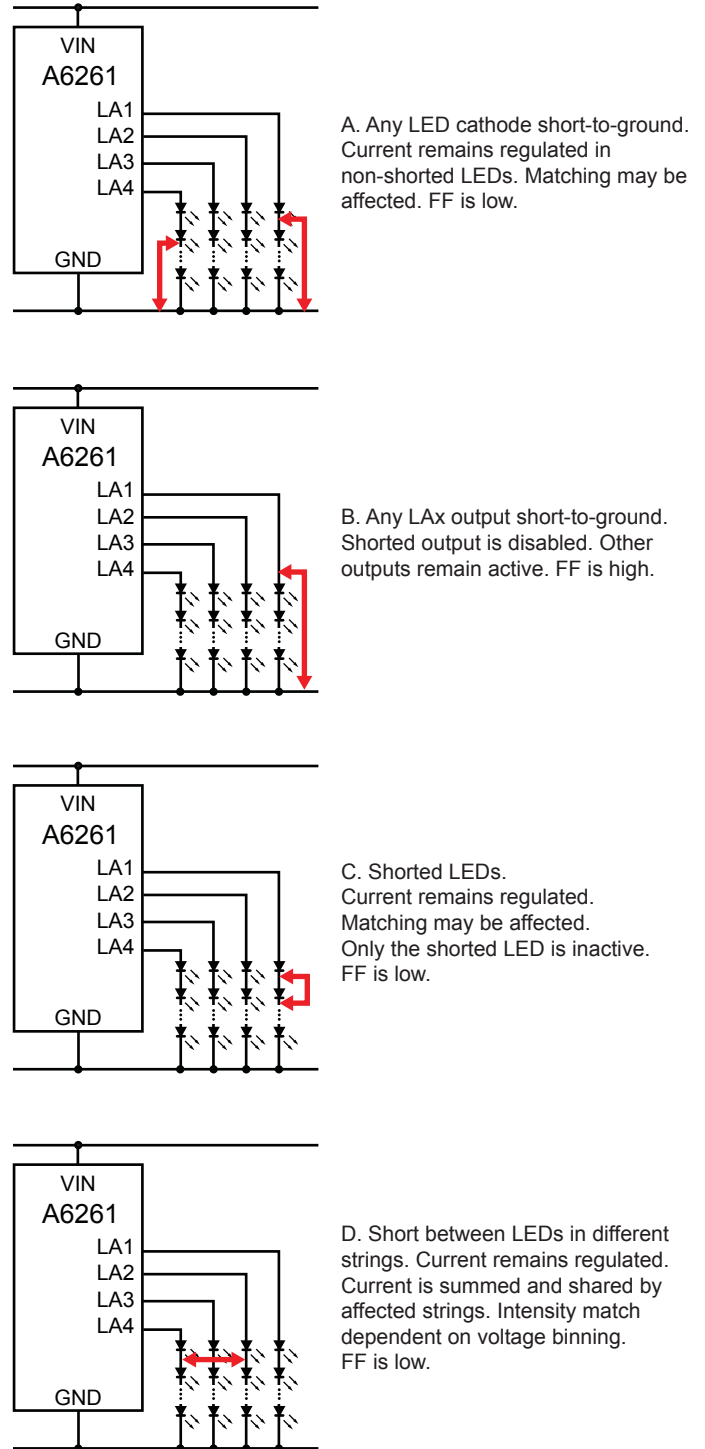 VIN
A6261
LA1
LA2
LA3
LA4
GND
A. Any LED cathode short-to-ground.
Current remains regulated in
non-shorted LEDs. Matching may be
affected. FF is low.
VIN
A6261
LA1
LA2
LA3
LA4
GND
B. Any LAx output short-to-ground.
Shorted output is disabled. Other
outputs remain active. FF is high.
VIN
A6261
LA1
LA2
LA3
LA4
GND
C. Shorted LEDs.
Current remains regulated.
Matching may be affected.
Only the shorted LED is inactive.
FF is low.
VIN
A6261
LA1
LA2
LA3
LA4
GND
D. Short between LEDs in different
strings. Current remains regulated.
Current is summed and shared by
affected strings. Intensity match
dependent on voltage binning.
FF is low.